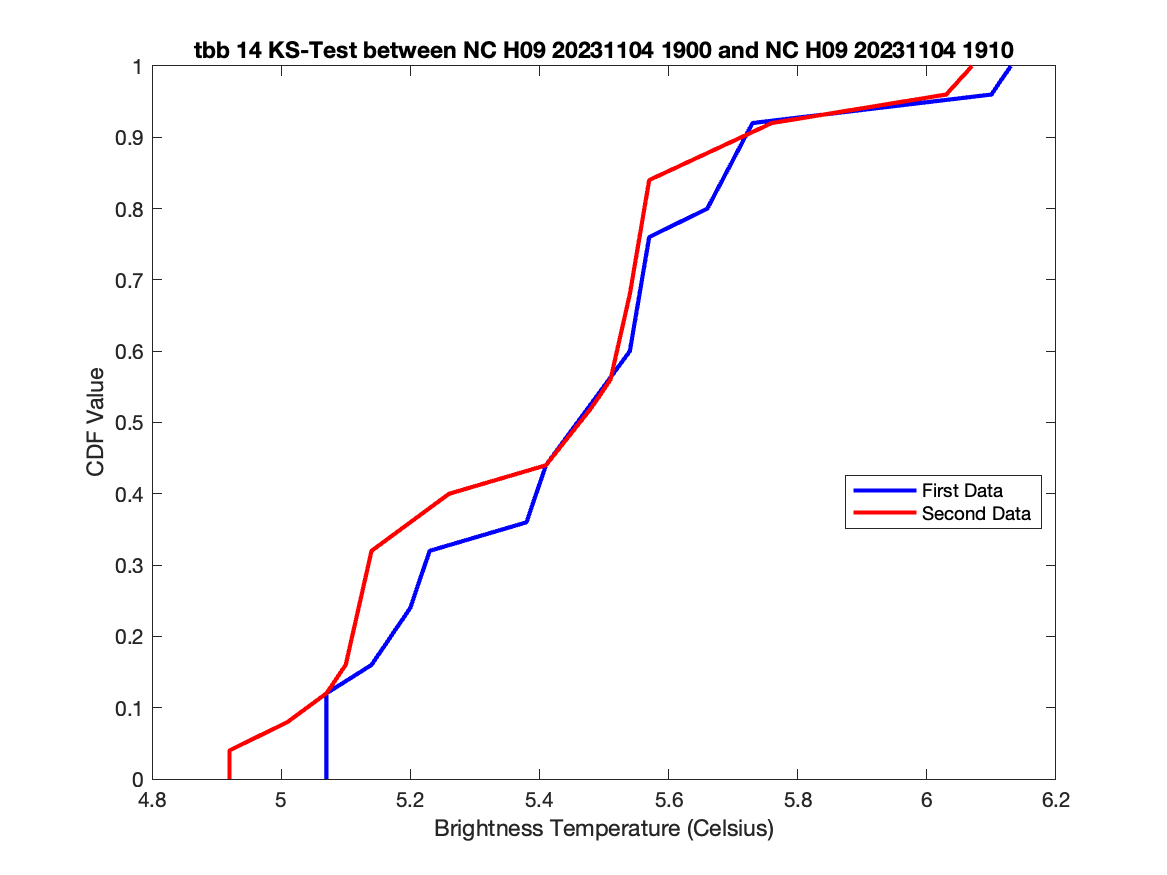 tbb 14 KS-Test between NC H09 20231104 1900 and NC H09 20231104 1910
1
0.9
0.8
0.7
0.6
0.5
0.4
0.3
0.2
0.1
0
CDF Value
First Data
Second Data
4.8 5 5.2 5.4 5.6 5.8 6 6.2
Brightness Temperature (Celsius)